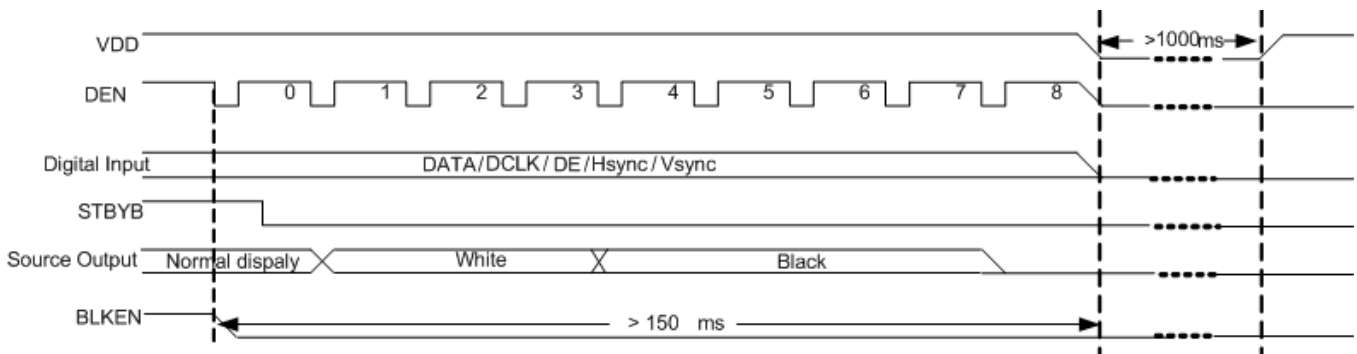 VDD
>1000ms
DEN
0 1 2 3 4 5 6 7 8
Digital Input
DATA/DCLK/ DE/Hsync/Vsync
STBYB
Source Output
Normal dispaly
White
Black
BLKEN
> 150 ms